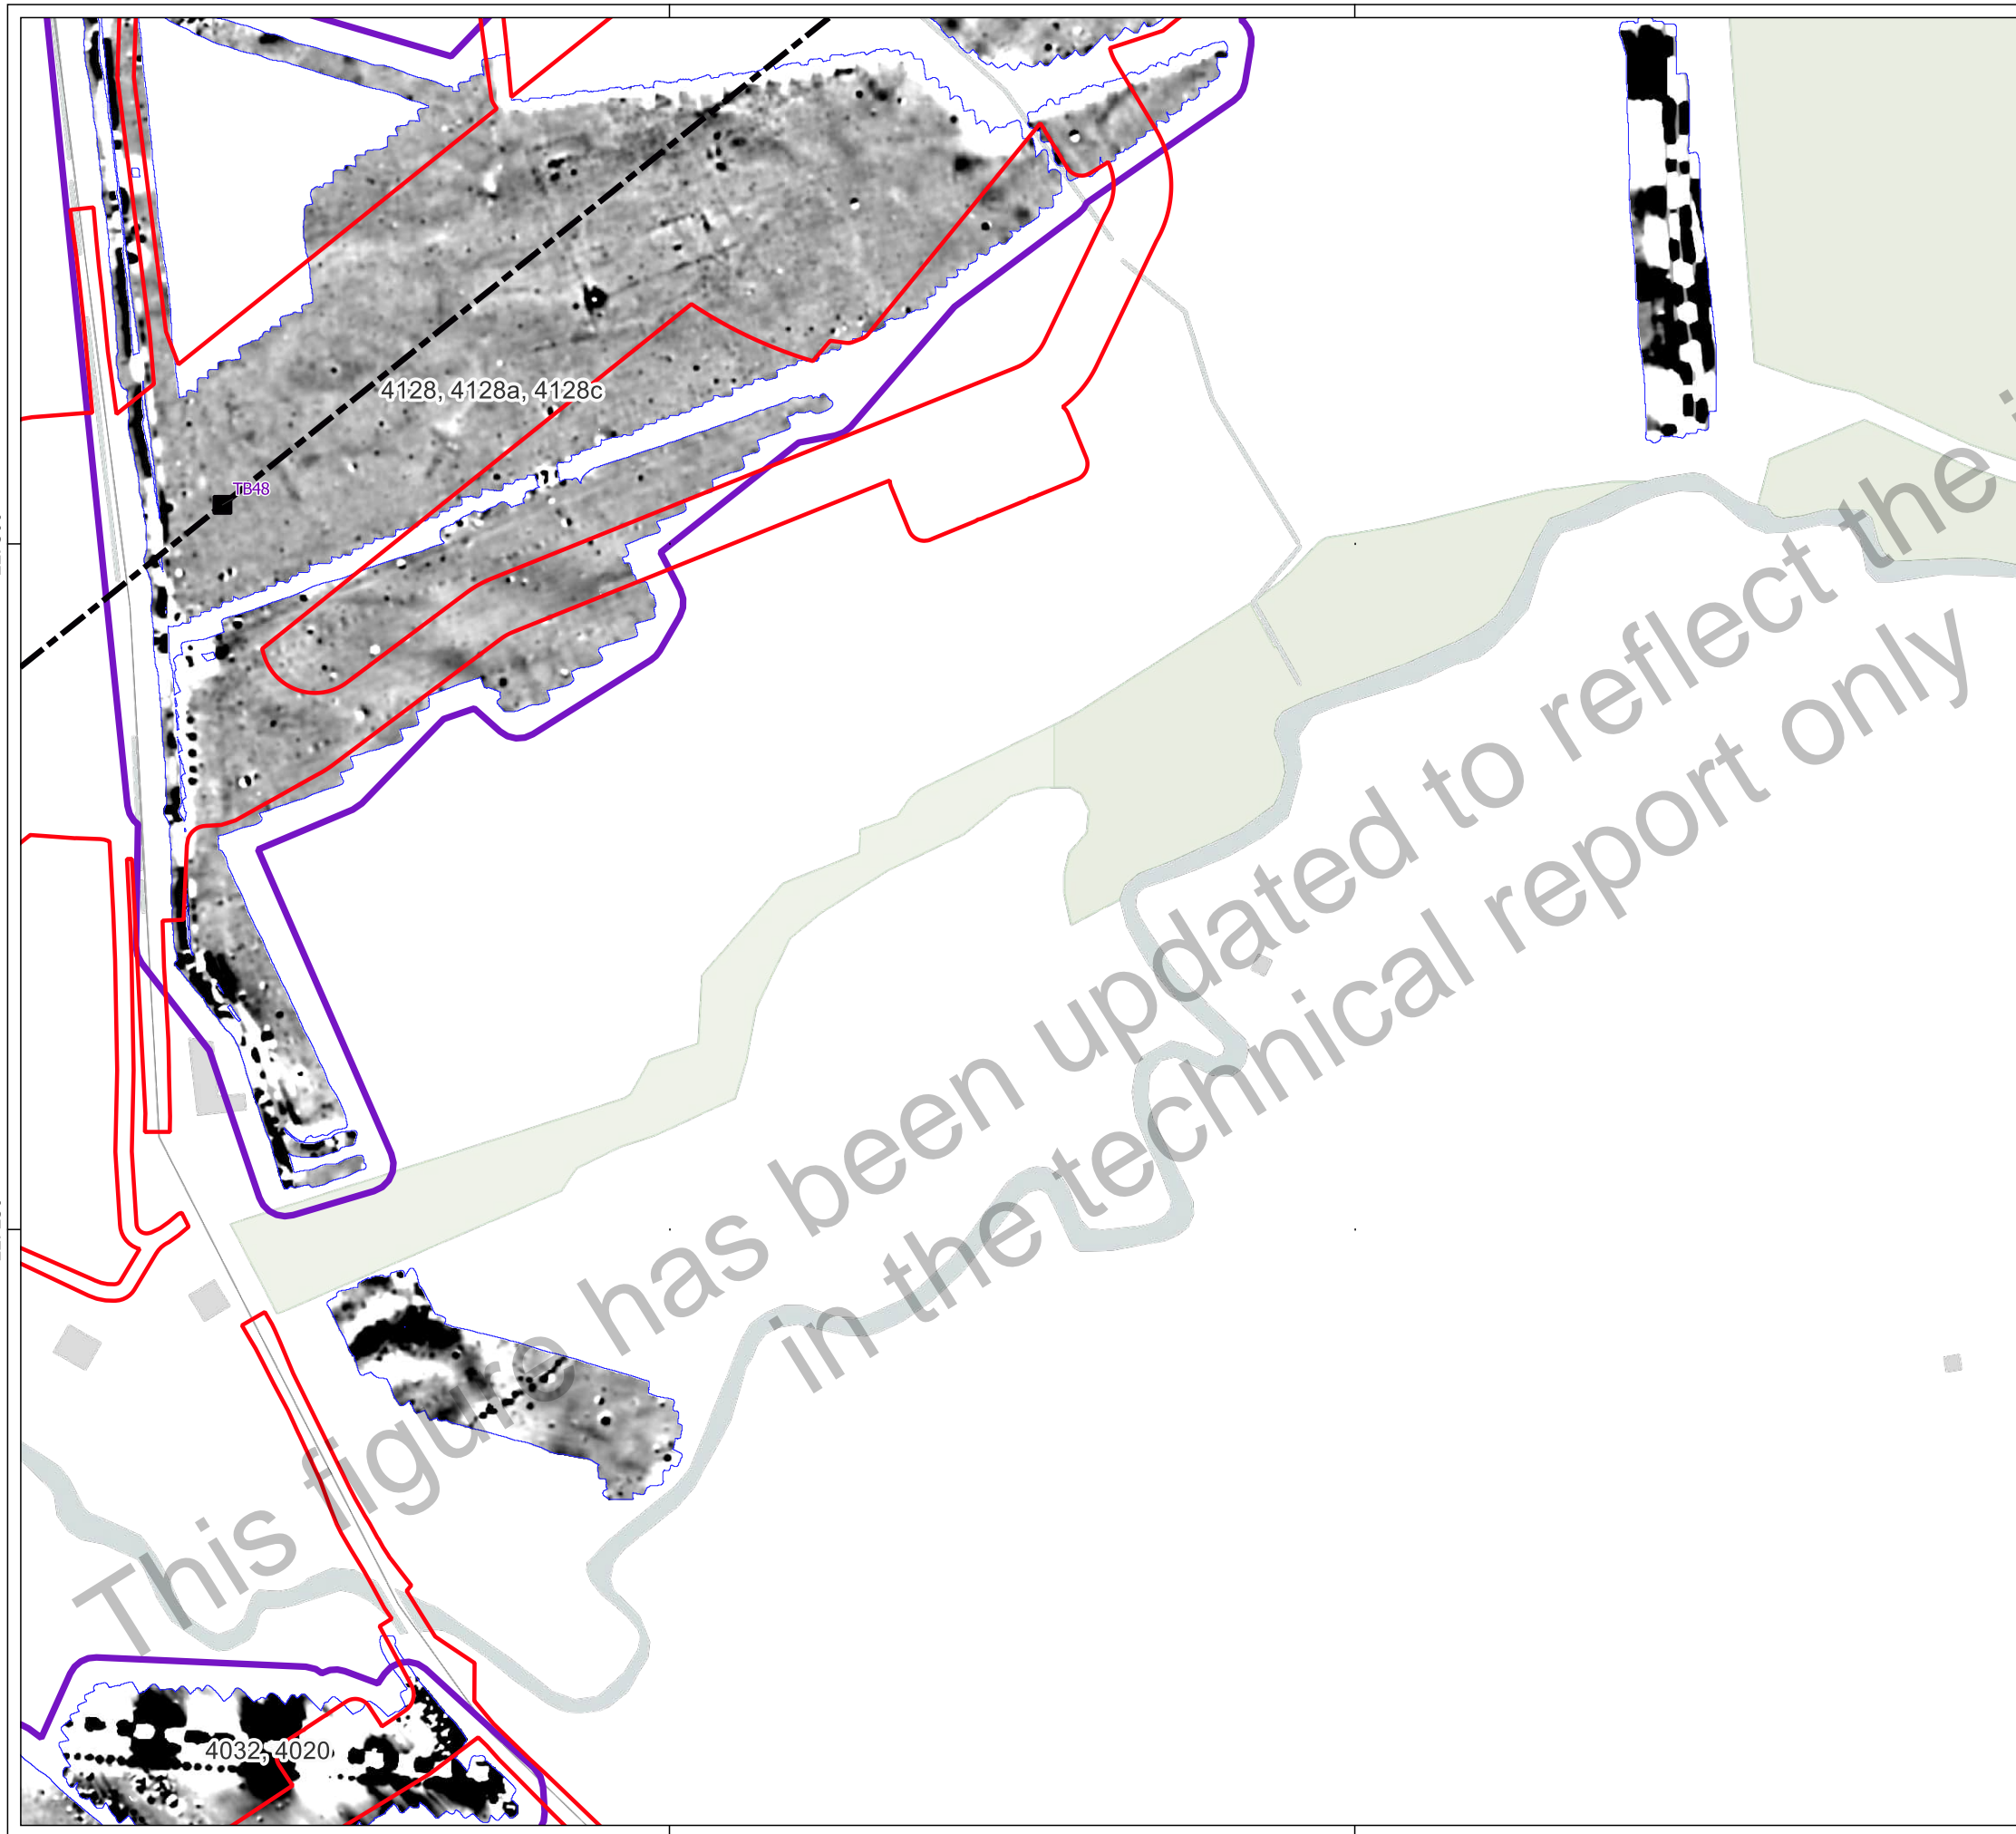 4128, 4128a, 4128c
TB48
This figure has been updated to reflect the
in the technical report only
4032, 4020